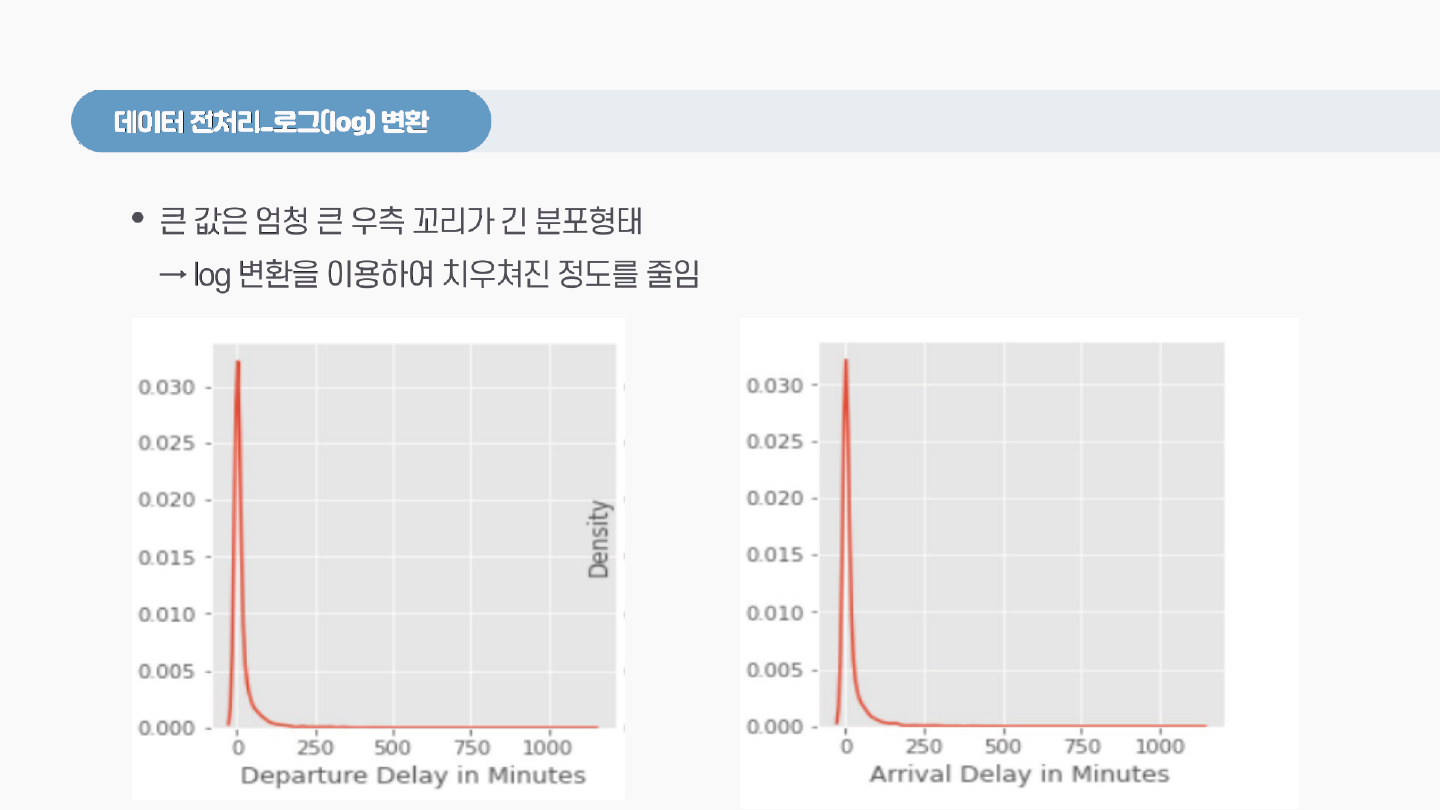 데이터 전처리_로그(log) 변환
• 큰 값은 엄청 큰 우측 꼬리가 긴 분포형태
→ log 변환을 이용하여 치우쳐진 정도를 줄임
0.030
0.025
0.020
0.015
0.010
0.005
0.000
0 250 500 750 1000
Departure Delay in Minutes
Density
0.030
0.025
0.020
0.015
0.010
0.005
0.000
0 250 500 750 1000
Arrival Delay in Minutes